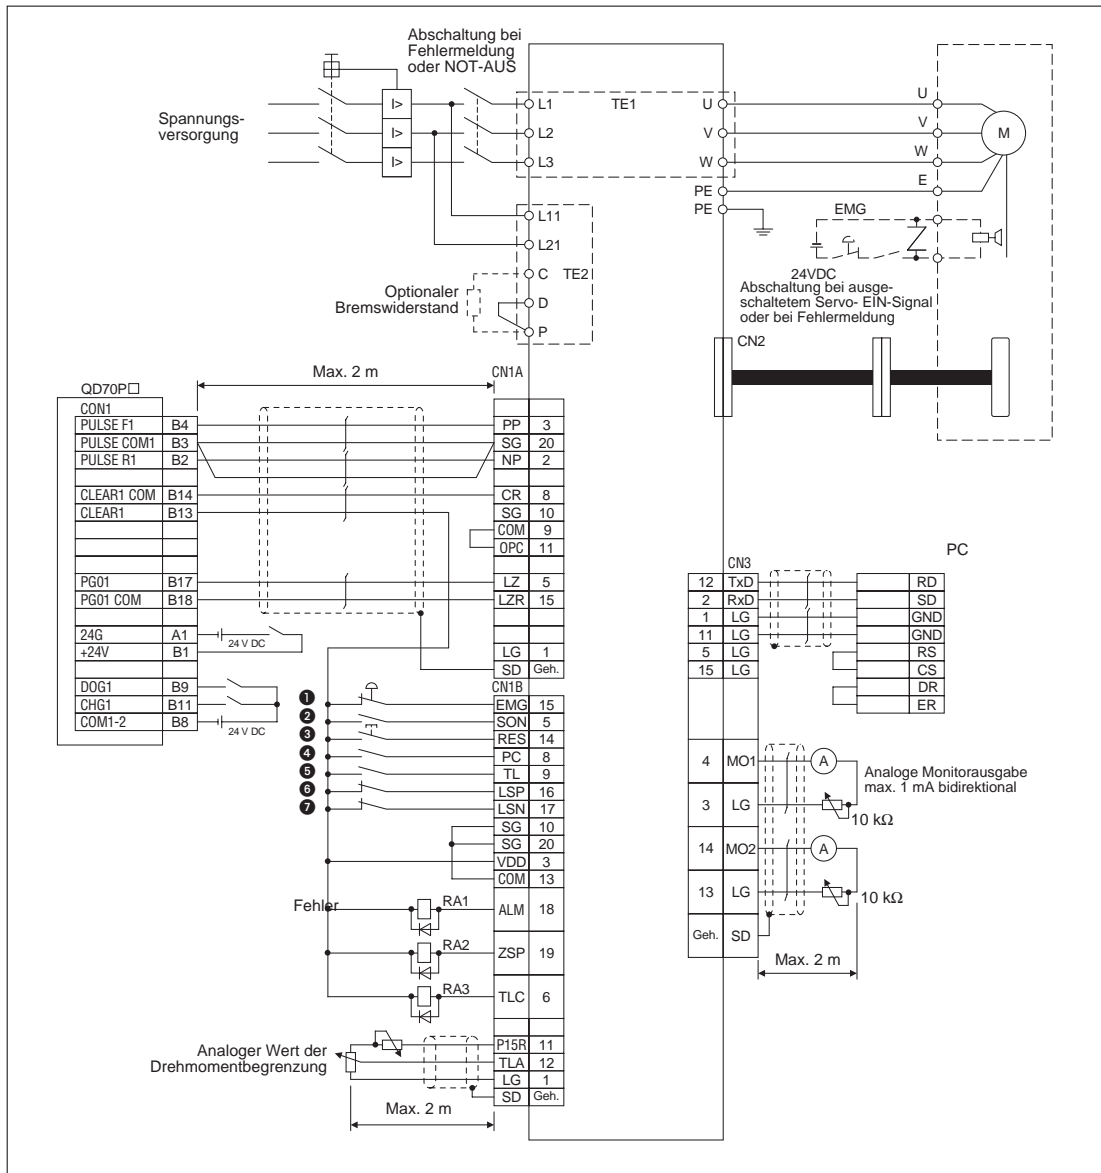 Abschaltung bei
Fehlermeldung
oder NOT-AUS
Spannungs-
versorgung
I>
I>
I>
L1
L2
L3
TE1
U
V
W
PE
PE
U
V
W
E
M
L11
L21
C
TE2
D
P
Optionaler
Bremswiderstand
EMG
24VDC
Abschaltung bei ausge-
schaltetem Servo- EIN-Signal
oder bei Fehlermeldung
CN2
Max. 2 m
QD70P□
CON1
PULSE F1 B4
PULSE COM1 B3
PULSE R1 B2
CLEAR1 COM B14
CLEAR1 B13
PG01 B17
PG01 COM B18
24G A1
+24V B1
DOG1 B9
CHG1 B11
COM1-2 B8
24 V DC
24 V DC
CN1A
PP 3
SG 20
NP 2
CR 8
SG 10
COM 9
OPC 11
LZ 5
LZR 15
LG 1
SD Geh.
CN1B
❶ EMG 15
❷ SON 5
❸ RES 14
❹ PC 8
❺ TL 9
❻ LSP 16
❼ LSN 17
SG 10
SG 20
VDD 3
COM 13
Fehler RA1 ALM 18
RA2 ZSP 19
RA3 TLC 6
P15R 11
TLA 12
LG 1
SD Geh.
Analoger Wert der
Drehmomentbegrenzung
Max. 2 m
PC
CN3
12 TxD RD
2 RxD SD
1 LG GND
11 LG GND
5 LG RS
15 LG CS
DR
ER
4 MO1 A
3 LG 10 kΩ
14 MO2 A
13 LG 10 kΩ
Geh. SD
Analoge Monitorausgabe
max. 1 mA bidirektional
Max. 2 m